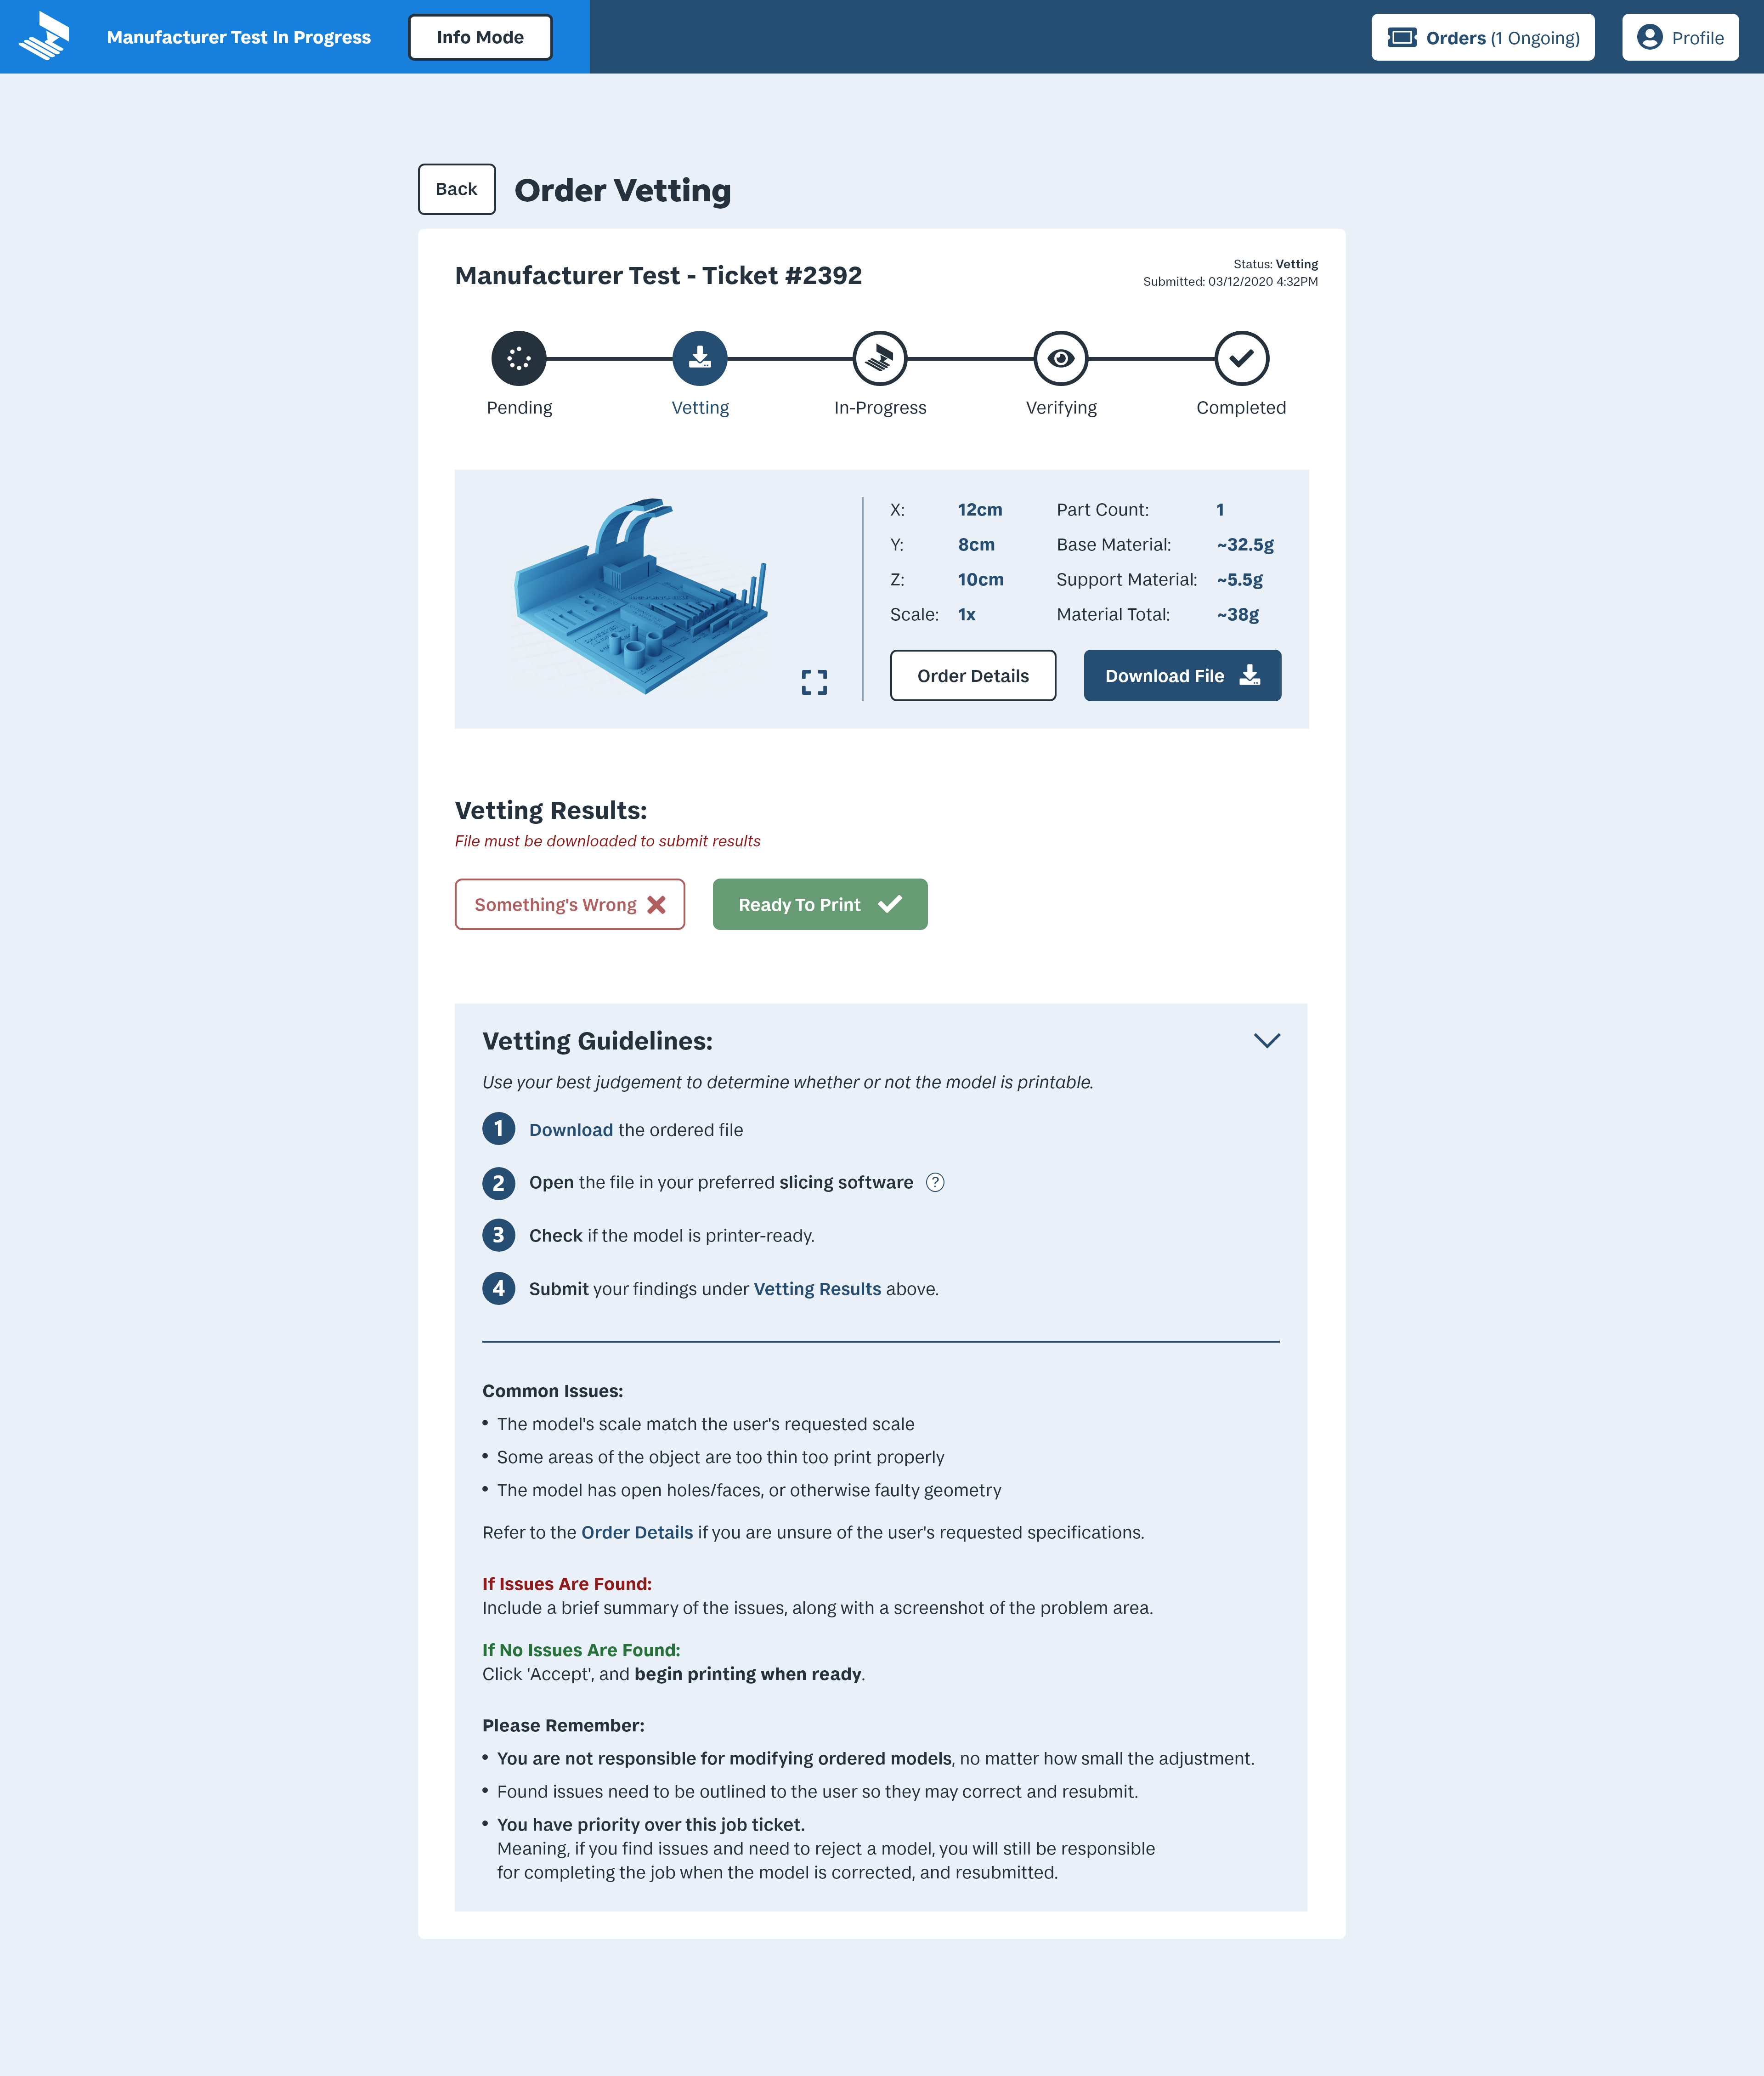 Manufacturer Test In Progress
Info Mode
Orders (1 Ongoing)
Profile
Back
Order Vetting
Manufacturer Test - Ticket #2392
Status: Vetting
Submitted: 03/12/2020 4:32PM
Pending
Vetting
In-Progress
Verifying
Completed
X: 12cm Part Count: 1
Y: 8cm Base Material: ~32.5g
Z: 10cm Support Material: ~5.5g
Scale: 1x Material Total: ~38g
Order Details
Download File
Vetting Results:
File must be downloaded to submit results
Something's Wrong
Ready To Print
Vetting Guidelines:
Use your best judgement to determine whether or not the model is printable.
1 Download the ordered file
2 Open the file in your preferred slicing software ?
3 Check if the model is printer-ready.
4 Submit your findings under Vetting Results above.
Common Issues:
• The model's scale match the user's requested scale
• Some areas of the object are too thin too print properly
• The model has open holes/faces, or otherwise faulty geometry
Refer to the Order Details if you are unsure of the user's requested specifications.
If Issues Are Found:
Include a brief summary of the issues, along with a screenshot of the problem area.
If No Issues Are Found:
Click 'Accept', and begin printing when ready.
Please Remember:
• You are not responsible for modifying ordered models, no matter how small the adjustment.
• Found issues need to be outlined to the user so they may correct and resubmit.
• You have priority over this job ticket.
Meaning, if you find issues and need to reject a model, you will still be responsible
for completing the job when the model is corrected, and resubmitted.